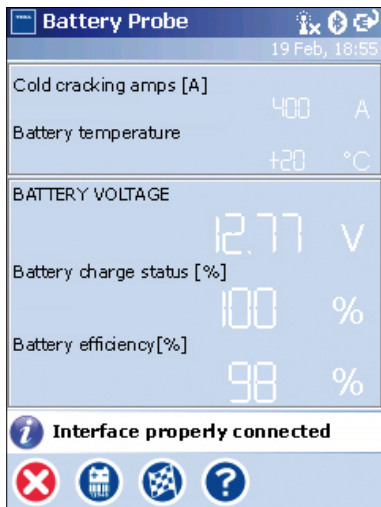 Battery Probe
19 Feb, 18:55
Cold cracking amps [A]
400 A
Battery temperature
+20 °C
BATTERY VOLTAGE
12.77 V
Battery charge status [%]
100 %
Battery efficiency[%]
98 %
Interface properly connected